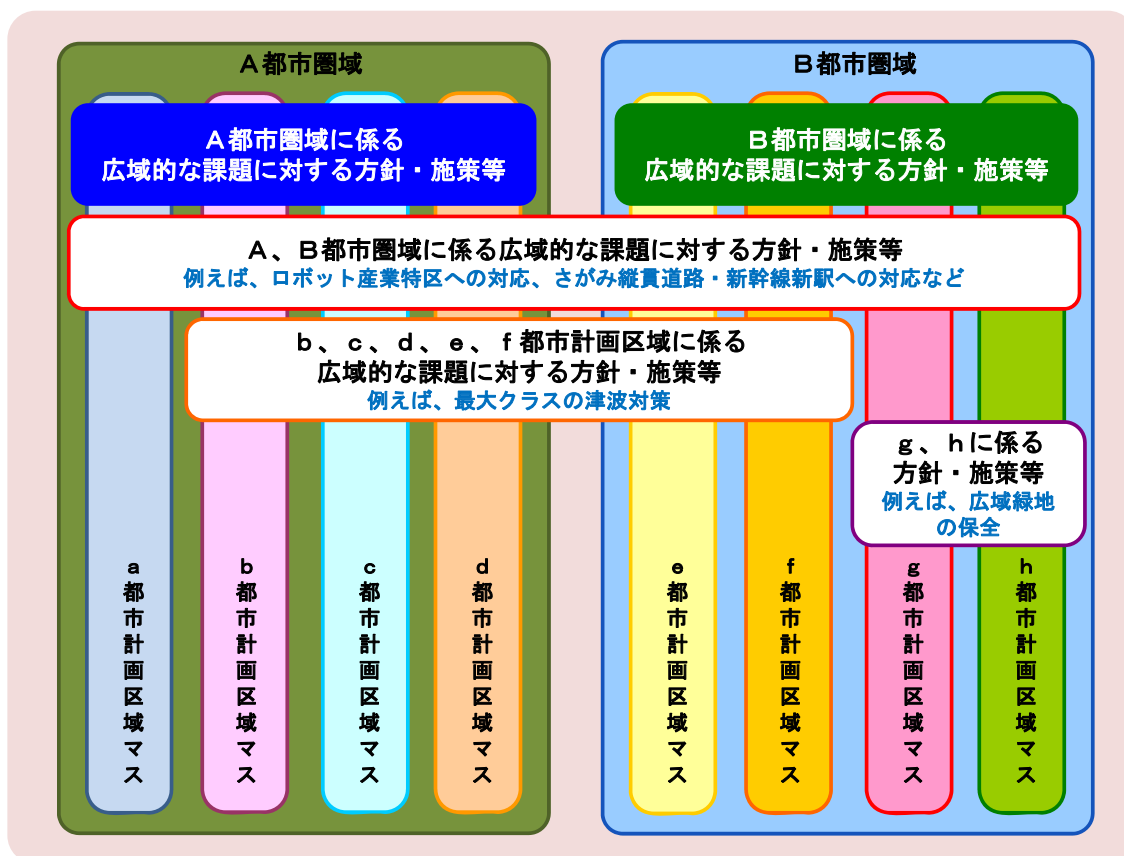 A都市圏域
A都市圏域に係る
広域的な課題に対する方針・施策等
B都市圏域
B都市圏域に係る
広域的な課題に対する方針・施策等
A、B都市圏域に係る広域的な課題に対する方針・施策等
例えば、ロボット産業特区への対応、さがみ縦貫道路・新幹線新駅への対応など
b、c、d、e、f都市計画区域に係る
広域的な課題に対する方針・施策等
例えば、最大クラスの津波対策
g、hに係る
方針・施策等
例えば、広域緑地
の保全
a都市計画区域マス
b都市計画区域マス
c都市計画区域マス
d都市計画区域マス
e都市計画区域マス
f都市計画区域マス
g都市計画区域マス
h都市計画区域マス